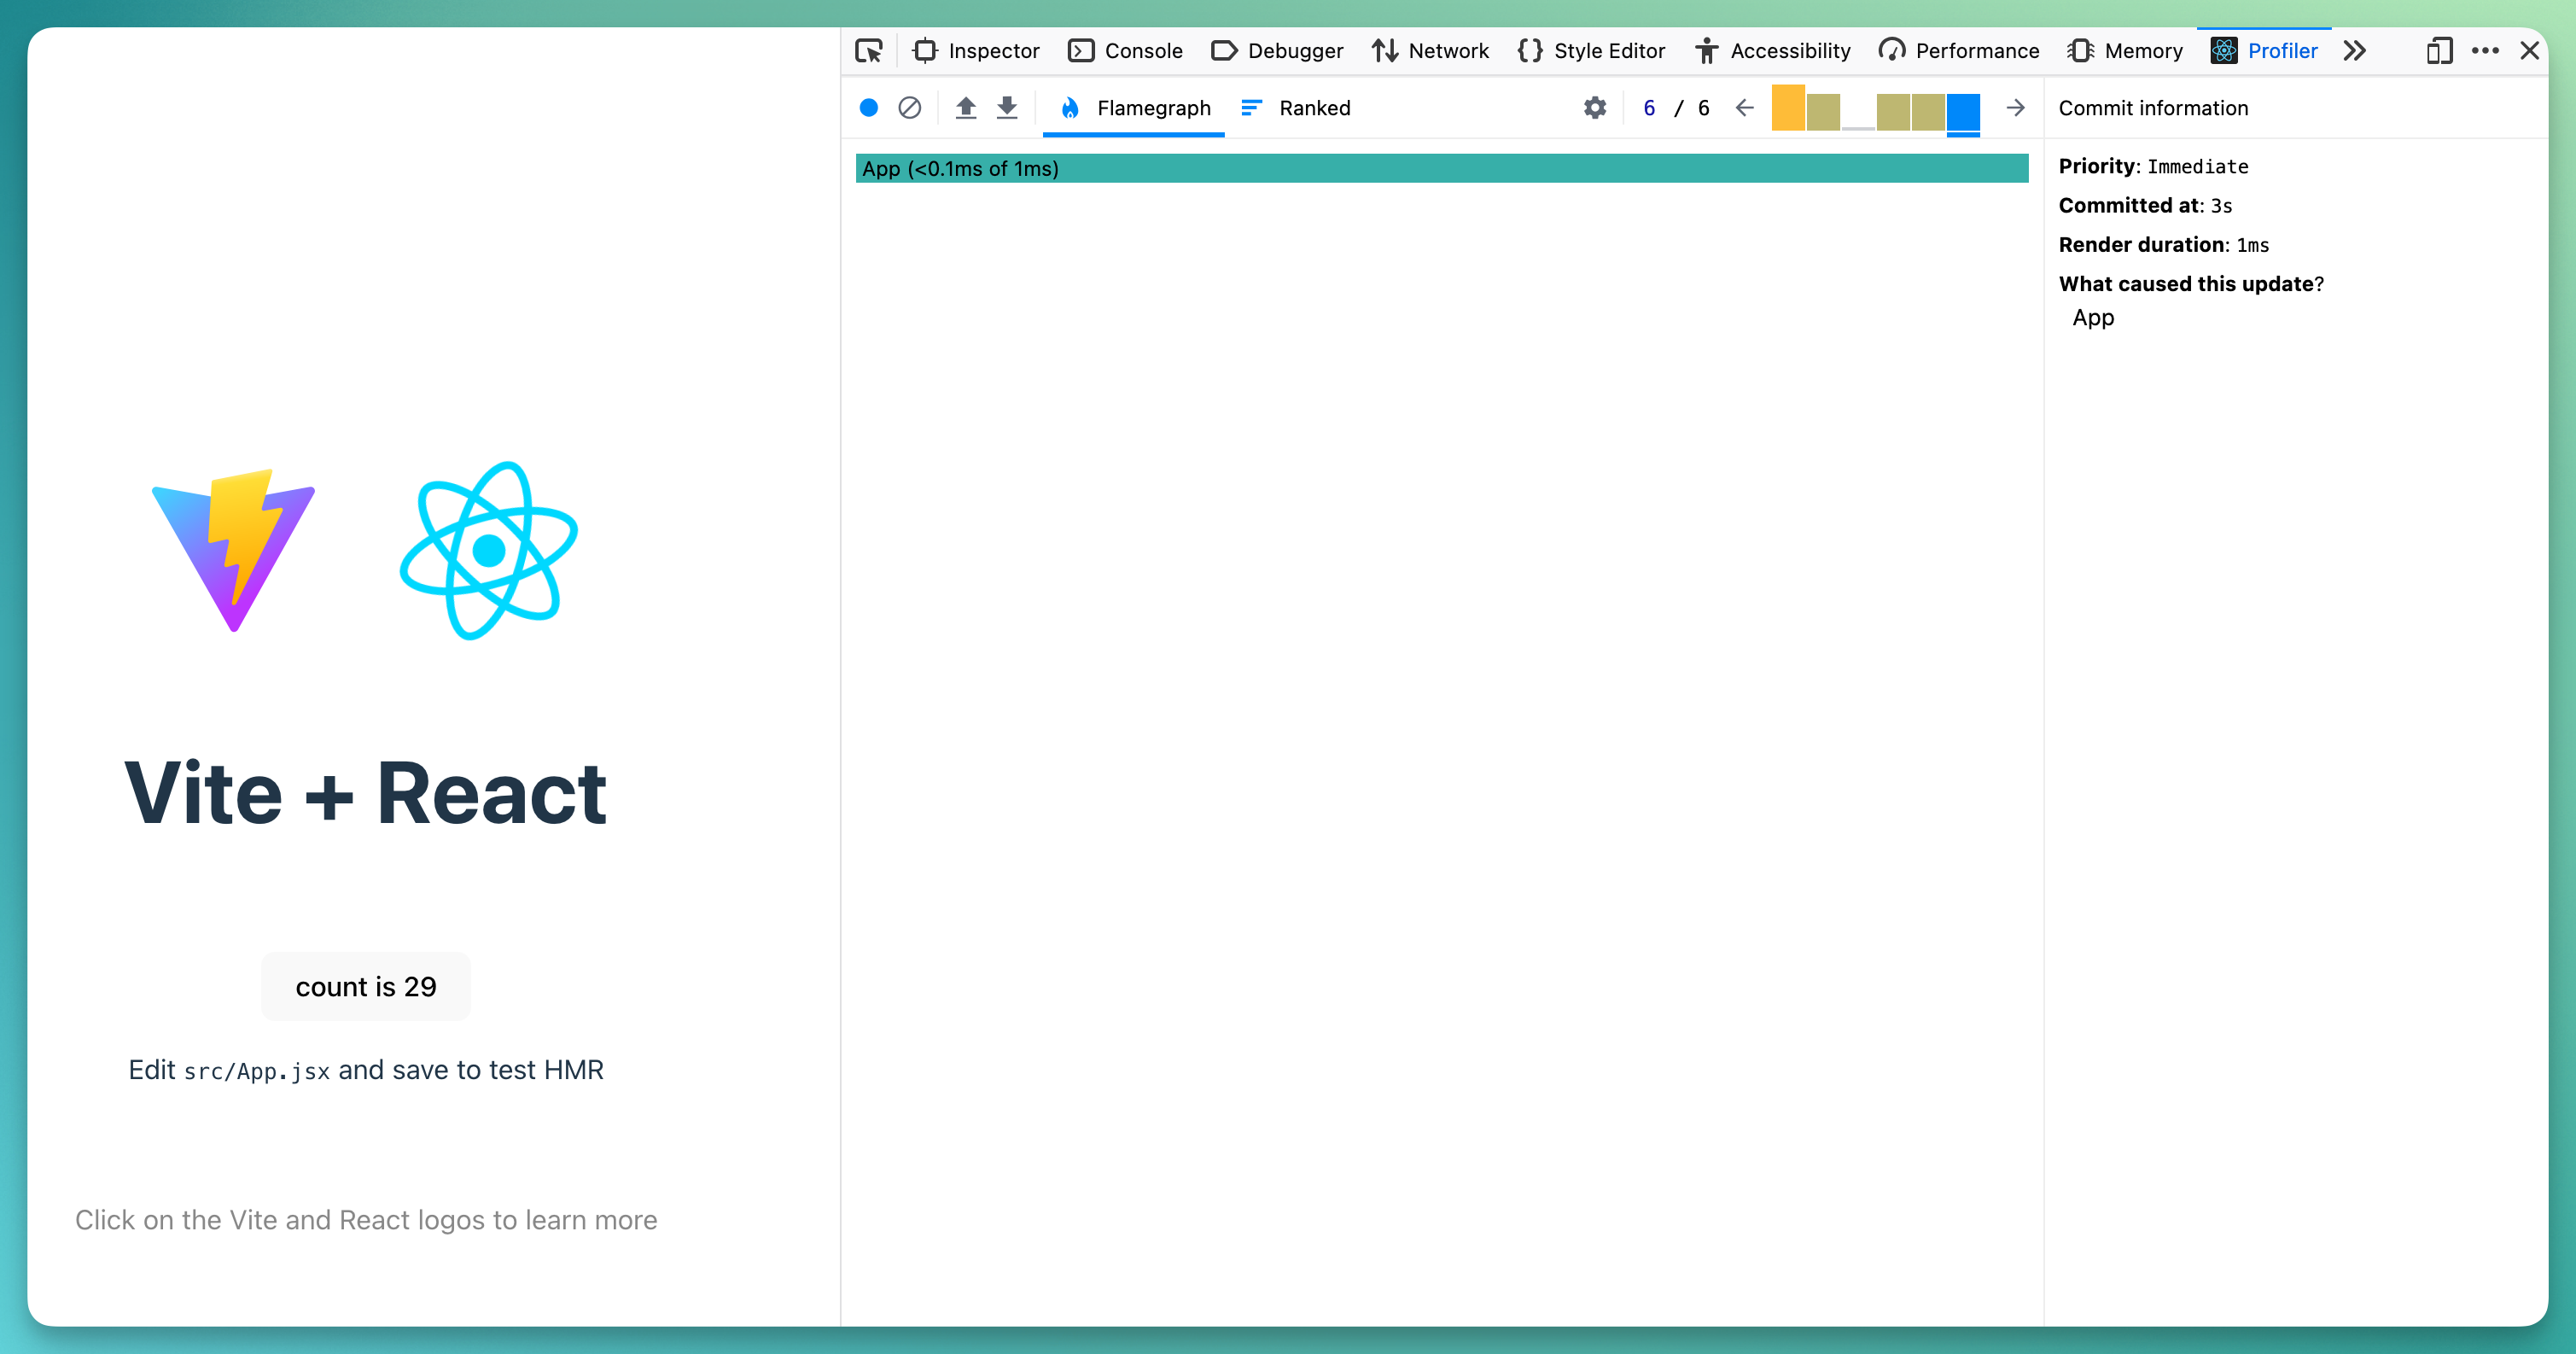 Inspector Console Debugger Network Style Editor Accessibility Performance Memory Profiler
Flamegraph Ranked 6 / 6 Commit information
App (<0.1ms of 1ms)
Priority: Immediate
Committed at: 3s
Render duration: 1ms
What caused this update?
App
Vite + React
count is 29
Edit src/App.jsx and save to test HMR
Click on the Vite and React logos to learn more